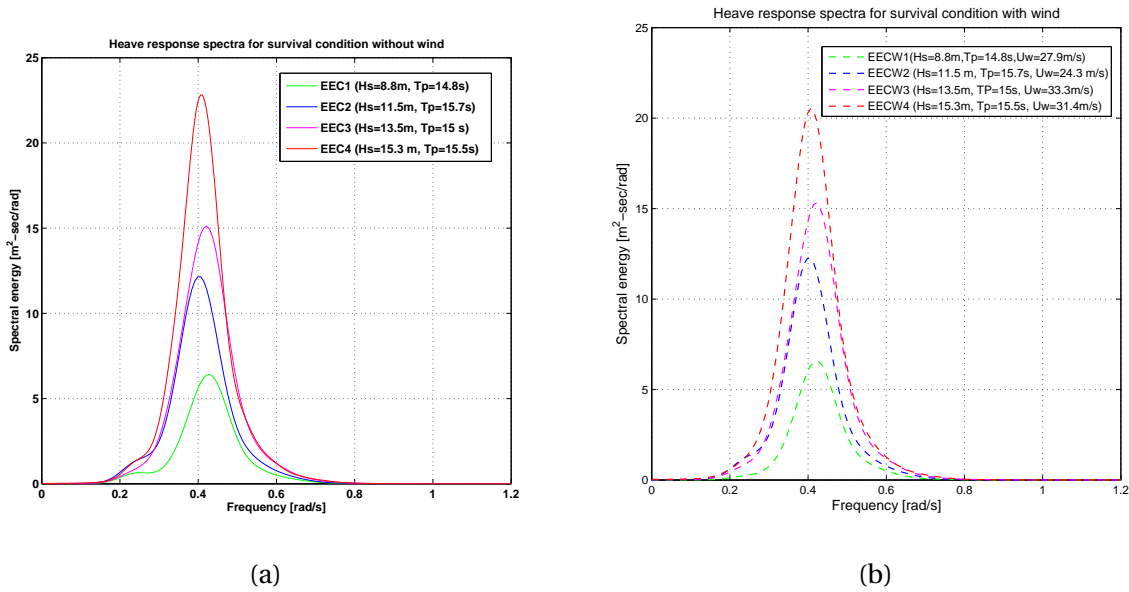 Heave response spectra for survival condition without wind
25
20
15
10
5
0
0 0.2 0.4 0.6 0.8 1 1.2
Spectral energy [m²−sec/rad]
Frequency [rad/s]
EEC1 (Hs=8.8m, Tp=14.8s)
EEC2 (Hs=11.5m, Tp=15.7s)
EEC3 (Hs=13.5m, Tp=15 s)
EEC4 (Hs=15.3 m, Tp=15.5s)
(a)
Heave response spectra for survival condition with wind
25
20
15
10
5
0
0 0.2 0.4 0.6 0.8 1 1.2
Spectral energy [m²−sec/rad]
Frequency [rad/s]
EECW1(Hs=8.8m,Tp=14.8s,Uw=27.9m/s)
EECW2 (Hs=11.5 m, Tp=15.7s, Uw=24.3 m/s)
EECW3 (Hs=13.5m, TP=15s, Uw=33.3m/s)
EECW4 (Hs=15.3m, Tp=15.5s, Uw=31.4m/s)
(b)